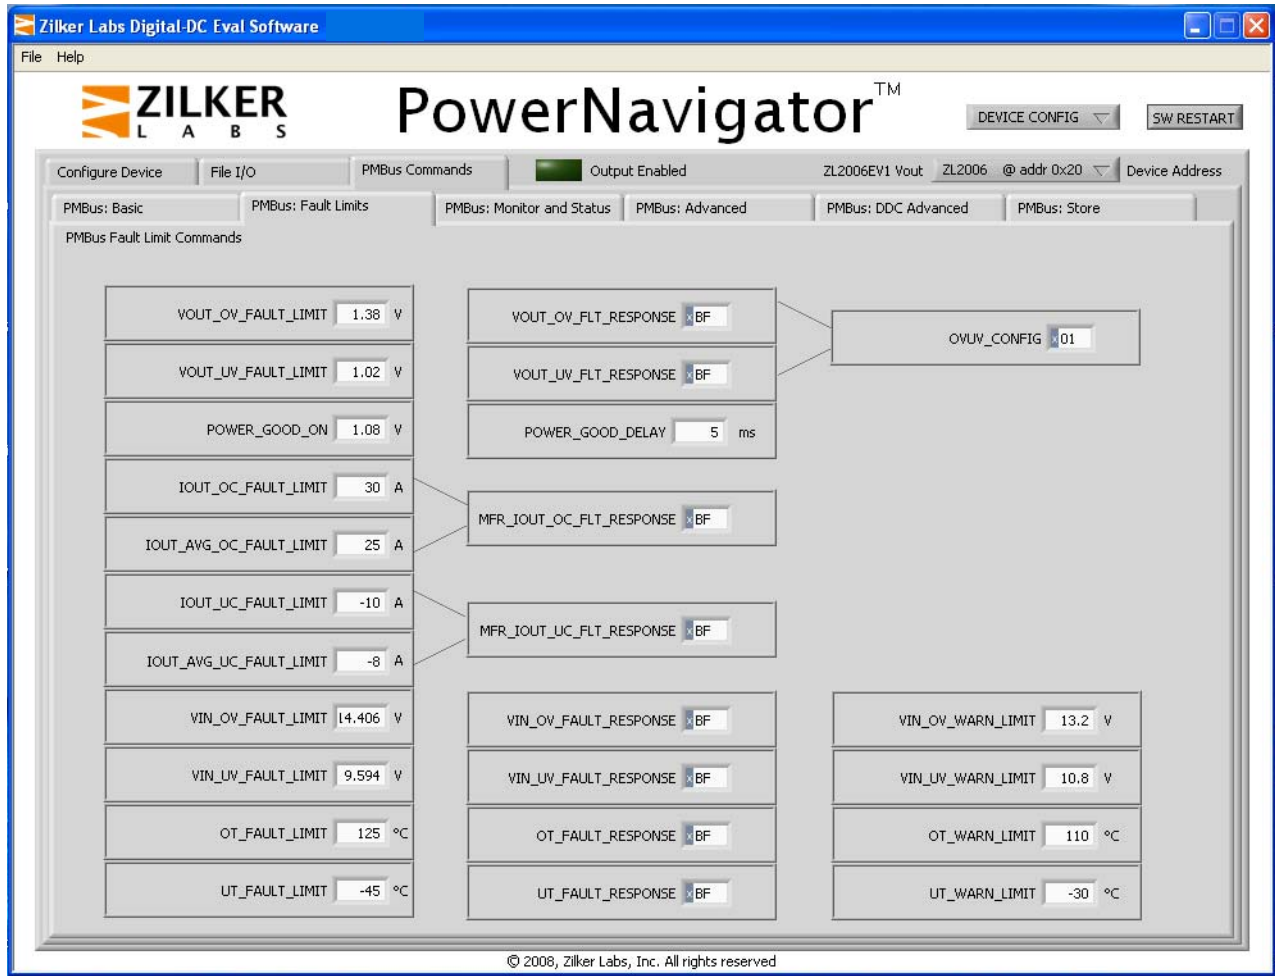 Zilker Labs Digital-DC Eval Software
File Help
ZILKER
LABS
PowerNavigator™
DEVICE CONFIG
SW RESTART
Configure Device File I/O PMBus Commands Output Enabled ZL2006EV1 Vout ZL2006 @ addr 0x20 Device Address
PMBus: Basic PMBus: Fault Limits PMBus: Monitor and Status PMBus: Advanced PMBus: DDC Advanced PMBus: Store
PMBus Fault Limit Commands
VOUT_OV_FAULT_LIMIT 1.38 V
VOUT_OV_FLT_RESPONSE xBF
OVUV_CONFIG x01
VOUT_UV_FAULT_LIMIT 1.02 V
VOUT_UV_FLT_RESPONSE xBF
POWER_GOOD_ON 1.08 V
POWER_GOOD_DELAY 5 ms
IOUT_OC_FAULT_LIMIT 30 A
MFR_IOUT_OC_FLT_RESPONSE xBF
IOUT_AVG_OC_FAULT_LIMIT 25 A
IOUT_UC_FAULT_LIMIT -10 A
MFR_IOUT_UC_FLT_RESPONSE xBF
IOUT_AVG_UC_FAULT_LIMIT -8 A
VIN_OV_FAULT_LIMIT 14.406 V
VIN_OV_FAULT_RESPONSE xBF
VIN_OV_WARN_LIMIT 13.2 V
VIN_UV_FAULT_LIMIT 9.594 V
VIN_UV_FAULT_RESPONSE xBF
VIN_UV_WARN_LIMIT 10.8 V
OT_FAULT_LIMIT 125 °C
OT_FAULT_RESPONSE xBF
OT_WARN_LIMIT 110 °C
UT_FAULT_LIMIT -45 °C
UT_FAULT_RESPONSE xBF
UT_WARN_LIMIT -30 °C
© 2008, Zilker Labs, Inc. All rights reserved